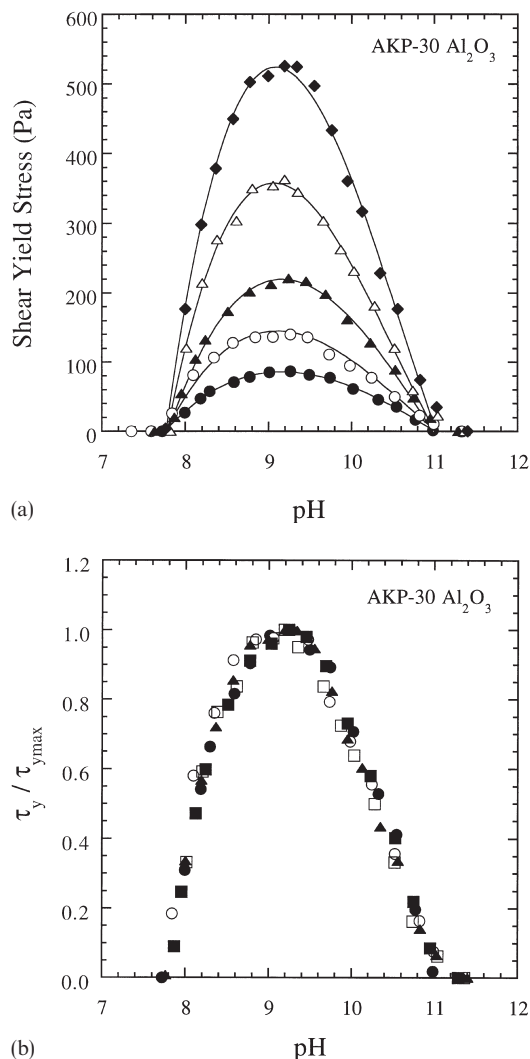 AKP-30 Al₂O₃
600
500
400
300
200
100
0
Shear Yield Stress (Pa)
7 8 9 10 11 12
pH
(a)
AKP-30 Al₂O₃
1.2
1.0
0.8
0.6
0.4
0.2
0.0
τy / τymax
7 8 9 10 11 12
pH
(b)